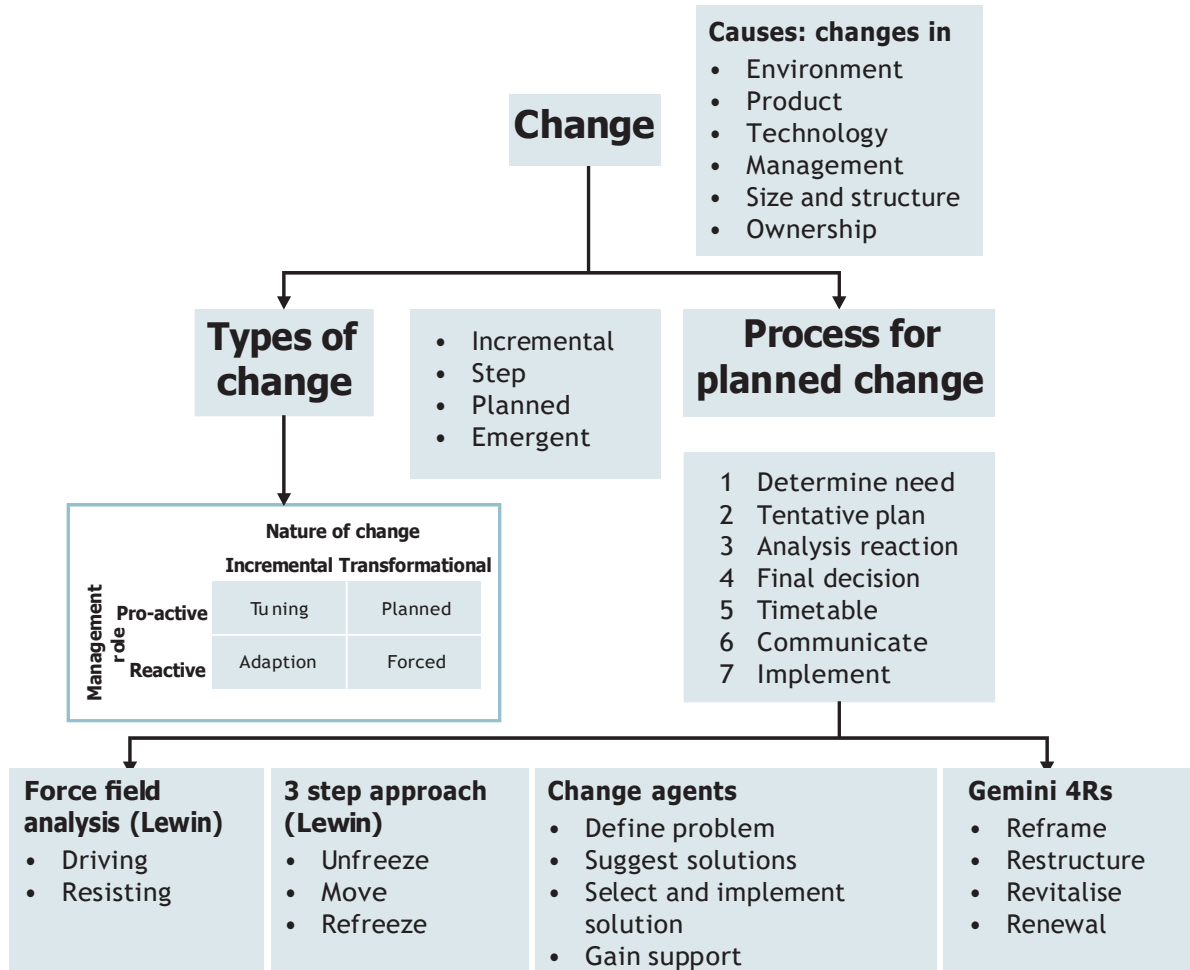 Causes: changes in
• Environment
• Product
• Technology
• Management
• Size and structure
• Ownership
Change
Types of
change
• Incremental
• Step
• Planned
• Emergent
Process for
planned change
1 Determine need
2 Tentative plan
3 Analysis reaction
4 Final decision
5 Timetable
6 Communicate
7 Implement
Nature of change
Incremental Transformational
Management
role
Pro-active Tuning Planned
Reactive Adaption Forced
Force field
analysis (Lewin)
• Driving
• Resisting
3 step approach
(Lewin)
• Unfreeze
• Move
• Refreeze
Change agents
• Define problem
• Suggest solutions
• Select and implement
solution
• Gain support
Gemini 4Rs
• Reframe
• Restructure
• Revitalise
• Renewal